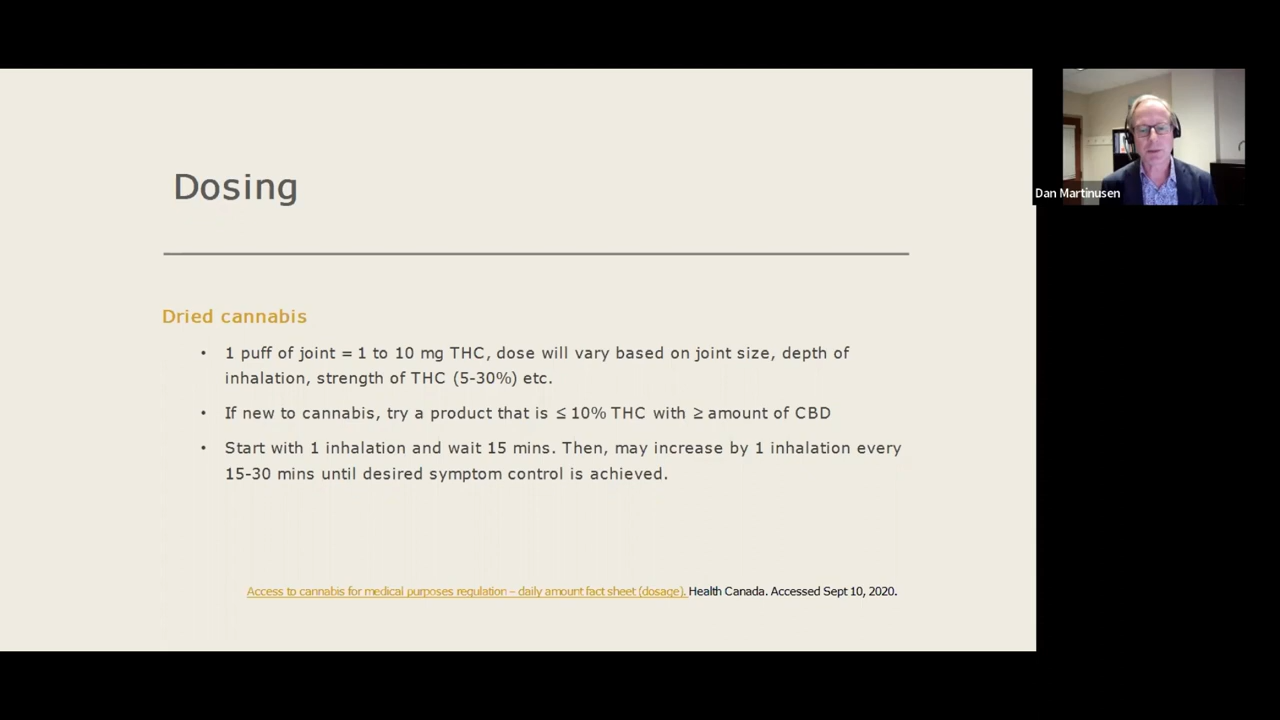 Dosing
Dried cannabis
• 1 puff of joint = 1 to 10 mg THC, dose will vary based on joint size, depth of
inhalation, strength of THC (5-30%) etc.
• If new to cannabis, try a product that is ≤ 10% THC with ≥ amount of CBD
• Start with 1 inhalation and wait 15 mins. Then, may increase by 1 inhalation every
15-30 mins until desired symptom control is achieved.
Access to cannabis for medical purposes regulation – daily amount fact sheet (dosage). Health Canada. Accessed Sept 10, 2020.
Dan Martinusen